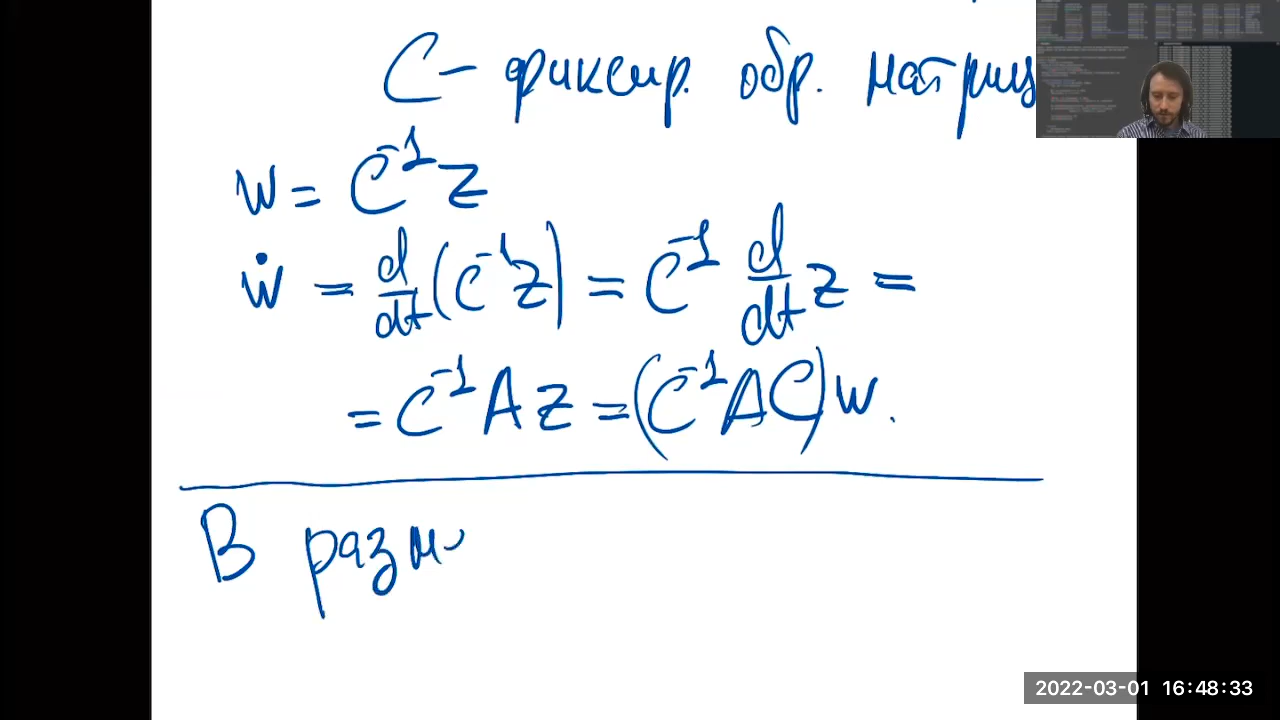 C – фиксир. обр. матриц
w = C⁻¹z
ẇ = d/dt (C⁻¹z) = C⁻¹ d/dt z =
= C⁻¹Az = (C⁻¹AC)w.
В разм
2022-03-01 16:48:33